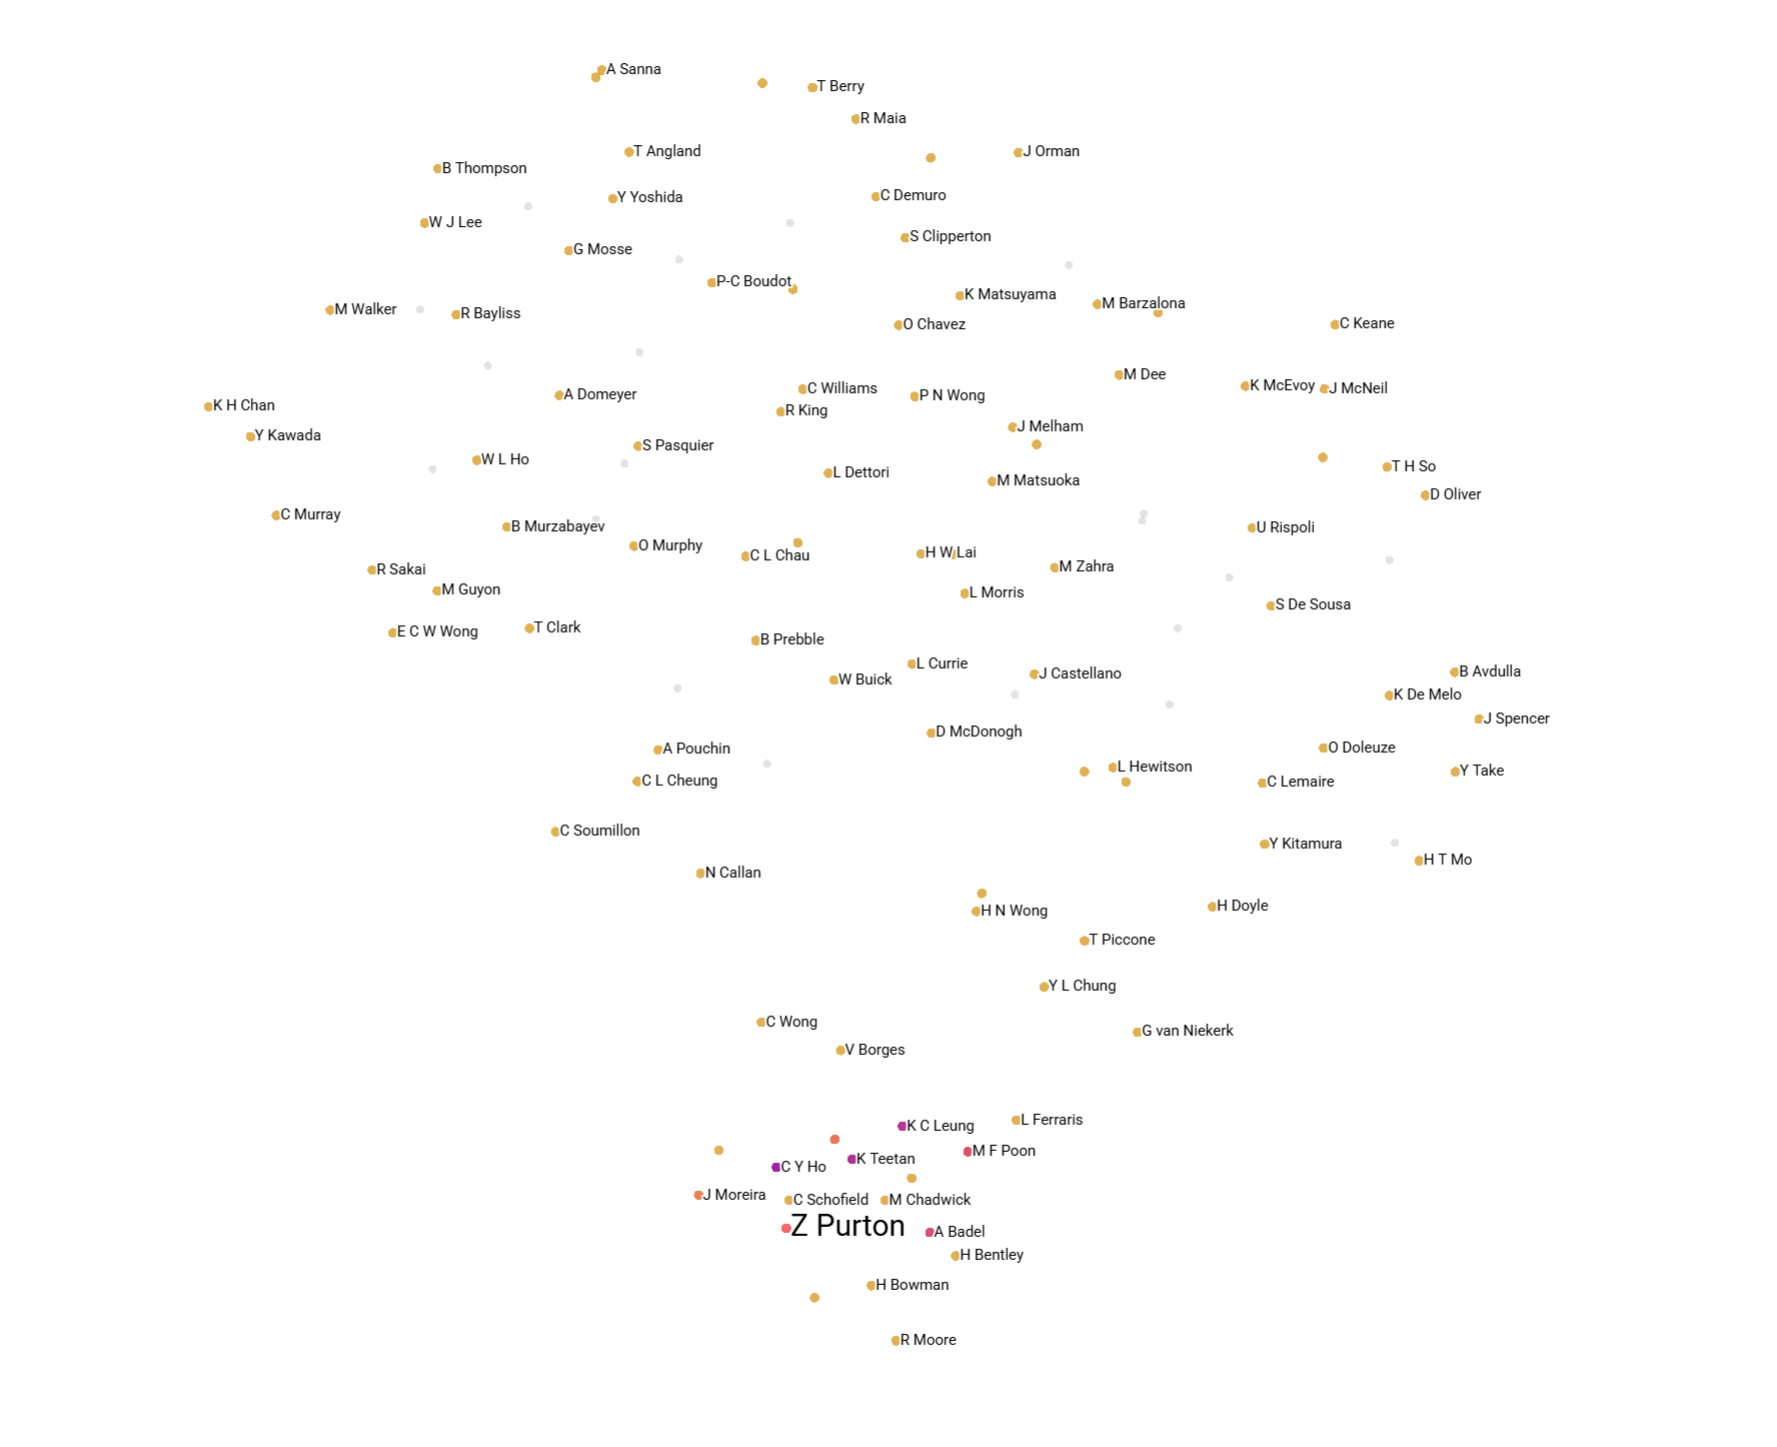 A Sanna
T Berry
R Maia
T Angland
J Orman
B Thompson
Y Yoshida
C Demuro
W J Lee
S Clipperton
G Mosse
P-C Boudot
K Matsuyama
M Barzalona
M Walker
R Bayliss
O Chavez
C Keane
M Dee
A Domeyer
C Williams
P N Wong
K McEvoy
J McNeil
K H Chan
R King
J Melham
Y Kawada
S Pasquier
W L Ho
L Dettori
M Matsuoka
T H So
D Oliver
C Murray
B Murzabayev
U Rispoli
O Murphy
C L Chau
H W Lai
R Sakai
M Zahra
M Guyon
L Morris
S De Sousa
E C W Wong
T Clark
B Prebble
L Currie
W Buick
J Castellano
B Avdulla
K De Melo
J Spencer
D McDonogh
A Pouchin
O Doleuze
L Hewitson
Y Take
C L Cheung
C Lemaire
C Soumillon
Y Kitamura
H T Mo
N Callan
H N Wong
H Doyle
T Piccone
Y L Chung
C Wong
G van Niekerk
V Borges
K C Leung
L Ferraris
M F Poon
K Teetan
C Y Ho
J Moreira
C Schofield
M Chadwick
Z Purton
A Badel
H Bentley
H Bowman
R Moore